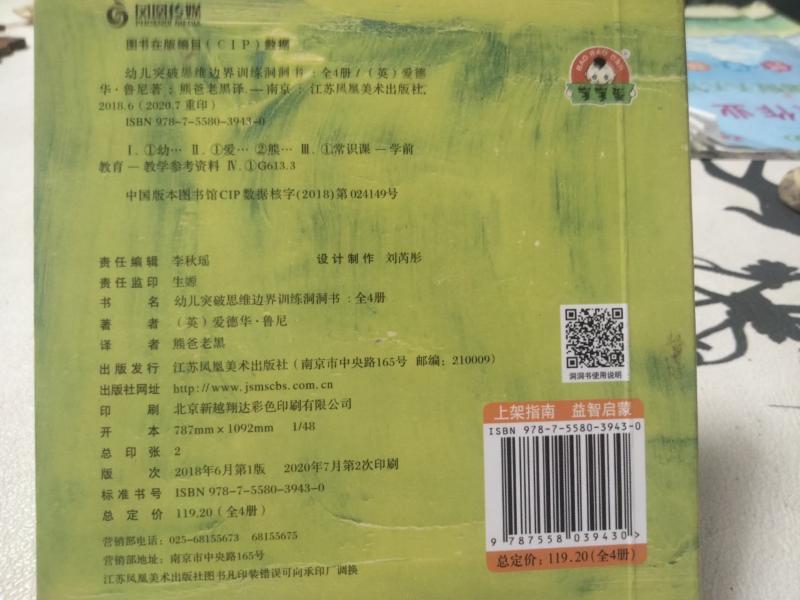 凤凰传媒
PHOENIX MEDIA
图书在版编目（CIP）数据
幼儿突破思维边界训练洞洞书：全4册/（英）爱德
华·鲁尼著；熊爸老黑译.—南京：江苏凤凰美术出版社，
2018.6（2020.7重印）
ISBN 978-7-5580-3943-0
Ⅰ.①幼… Ⅱ.①爱…②熊… Ⅲ.①常识课—学前
教育—教学参考资料 Ⅳ.①G613.3
中国版本图书馆CIP数据核字(2018)第024149号
责任编辑 李秋瑶 设计制作 刘芮彤
责任监印 生嫄
书 名 幼儿突破思维边界训练洞洞书：全4册
著 者 （英）爱德华·鲁尼
译 者 熊爸老黑
出版发行 江苏凤凰美术出版社（南京市中央路165号 邮编：210009）
出版社网址 http://www.jsmscbs.com.cn
印 刷 北京新越翔达彩色印刷有限公司
开 本 787mm×1092mm 1/48
总印张 2
版 次 2018年6月第1版 2020年7月第2次印刷
标准书号 ISBN 978-7-5580-3943-0
总定价 119.20（全4册）
营销部电话：025-68155673 68155675
营销部地址：南京市中央路165号
江苏凤凰美术出版社图书凡印装错误可向承印厂调换
洞洞书使用说明
上架指南 益智启蒙
ISBN 978-7-5580-3943-0
9 787558 039430 >
总定价：119.20(全4册)
作业